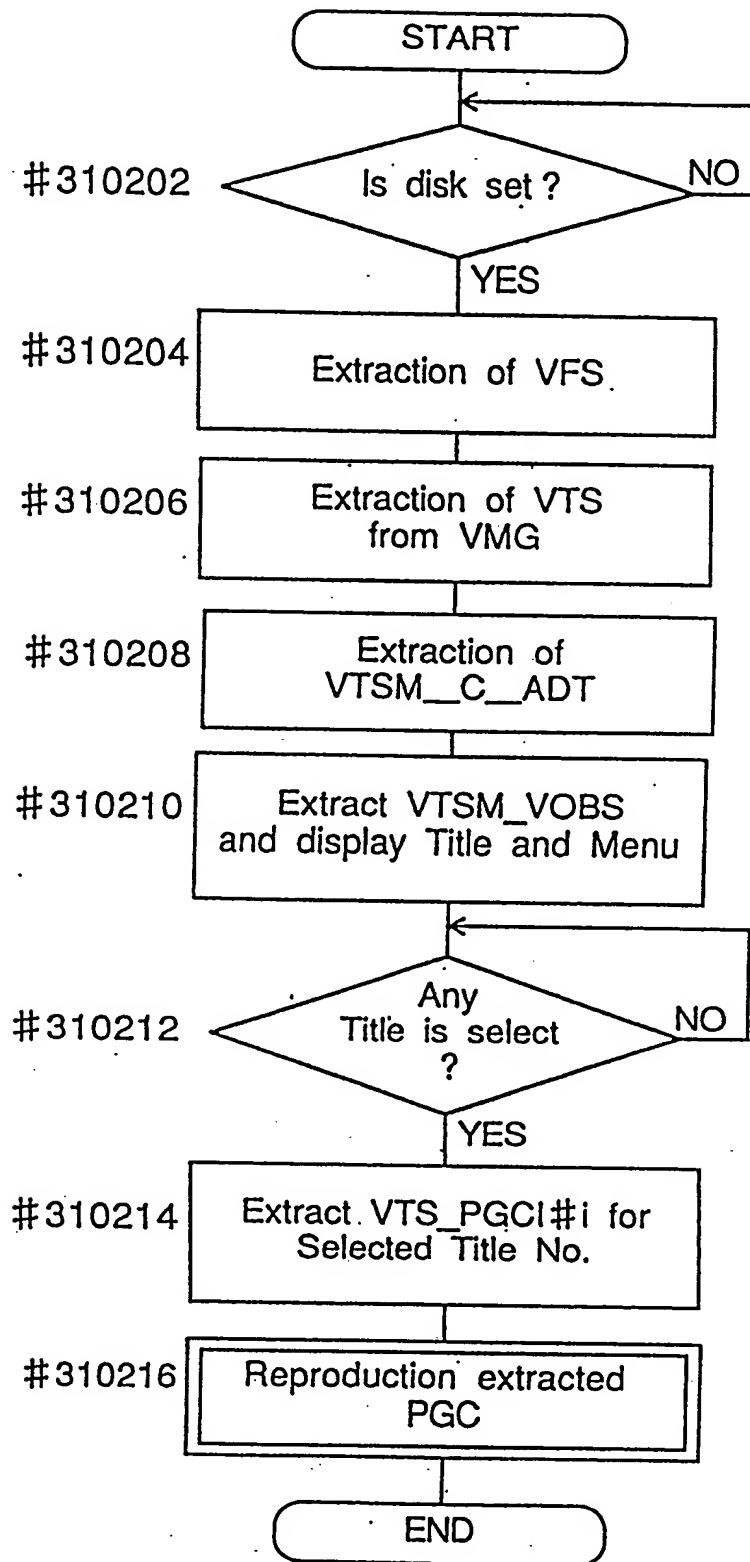 START
#310202
Is disk set ?
NO
YES
#310204
Extraction of VFS
#310206
Extraction of VTS
from VMG
#310208
Extraction of
VTSM__C__ADT
#310210
Extract VTSM_VOBS
and display Title and Menu
#310212
Any
Title is select
?
NO
YES
#310214
Extract VTS_PGCI#i for
Selected Title No.
#310216
Reproduction extracted
PGC
END